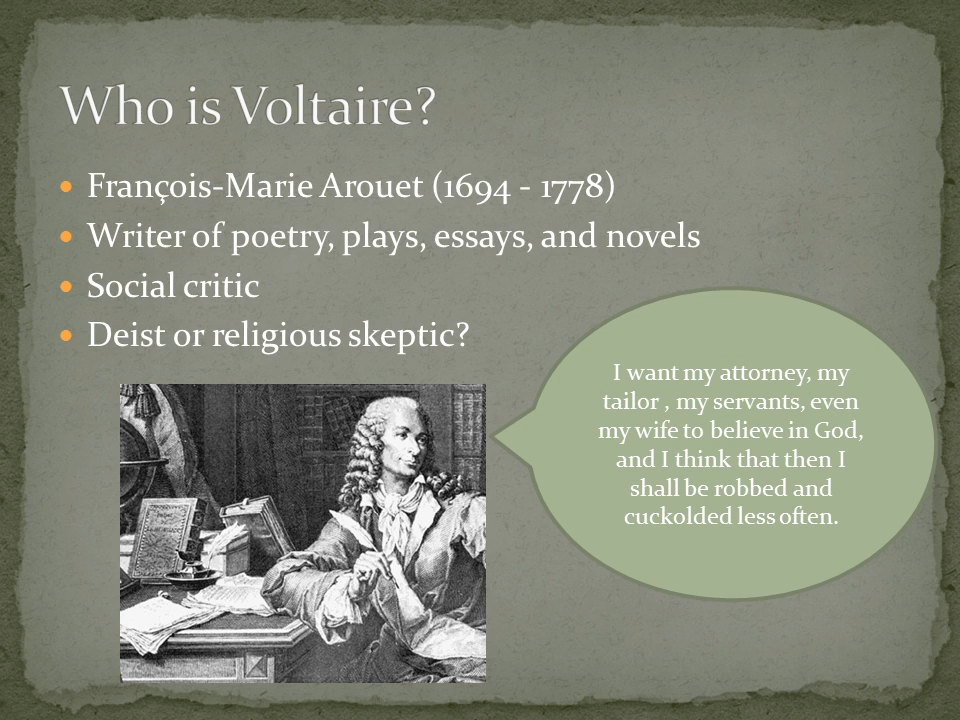 Who is Voltaire?
François-Marie Arouet (1694 - 1778)
Writer of poetry, plays, essays, and novels
Social critic
Deist or religious skeptic?
I want my attorney, my
tailor , my servants, even
my wife to believe in God,
and I think that then I
shall be robbed and
cuckolded less often.